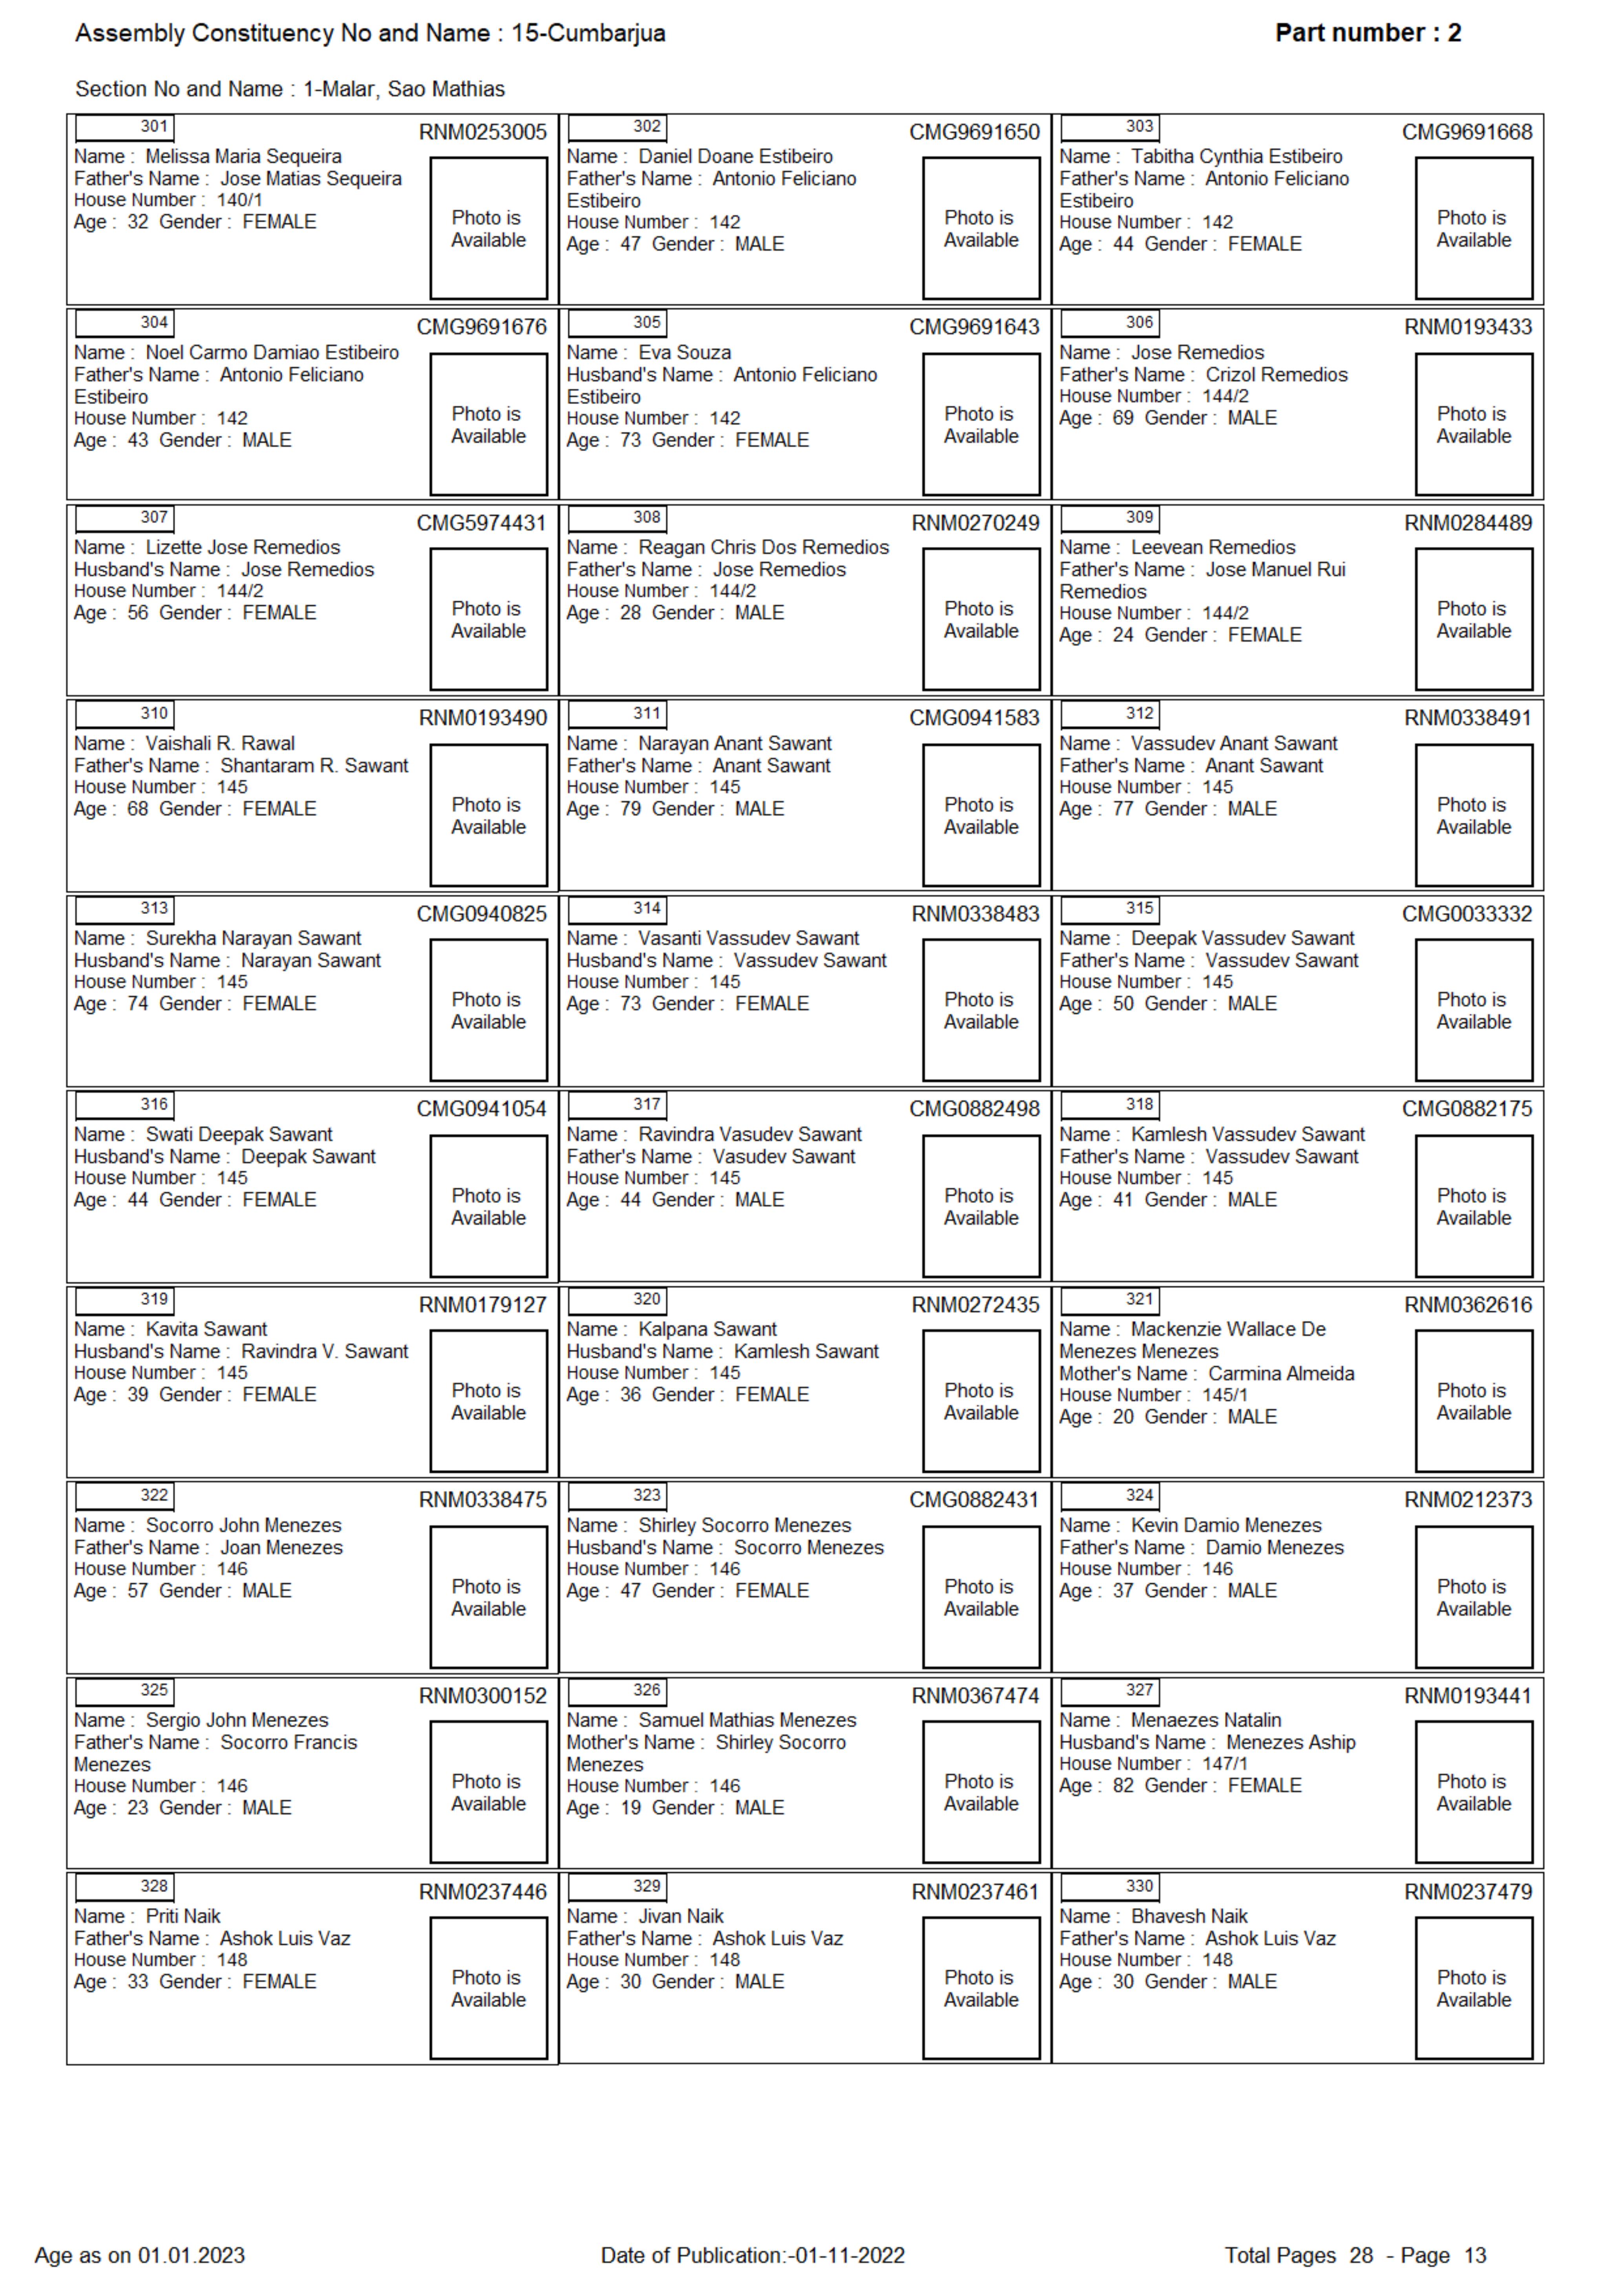 Assembly Constituency No and Name : 15-Cumbarjua
Part number : 2
Section No and Name : 1-Malar, Sao Mathias
301
RNM0253005
Name : Melissa Maria Sequeira
Father's Name : Jose Matias Sequeira
House Number : 140/1
Age : 32 Gender : FEMALE
Photo is
Available
302
CMG9691650
Name : Daniel Doane Estibeiro
Father's Name : Antonio Feliciano
Estibeiro
House Number : 142
Age : 47 Gender : MALE
Photo is
Available
303
CMG9691668
Name : Tabitha Cynthia Estibeiro
Father's Name : Antonio Feliciano
Estibeiro
House Number : 142
Age : 44 Gender : FEMALE
Photo is
Available
304
CMG9691676
Name : Noel Carmo Damiao Estibeiro
Father's Name : Antonio Feliciano
Estibeiro
House Number : 142
Age : 43 Gender : MALE
Photo is
Available
305
CMG9691643
Name : Eva Souza
Husband's Name : Antonio Feliciano
Estibeiro
House Number : 142
Age : 73 Gender : FEMALE
Photo is
Available
306
RNM0193433
Name : Jose Remedios
Father's Name : Crizol Remedios
House Number : 144/2
Age : 69 Gender : MALE
Photo is
Available
307
CMG5974431
Name : Lizette Jose Remedios
Husband's Name : Jose Remedios
House Number : 144/2
Age : 56 Gender : FEMALE
Photo is
Available
308
RNM0270249
Name : Reagan Chris Dos Remedios
Father's Name : Jose Remedios
House Number : 144/2
Age : 28 Gender : MALE
Photo is
Available
309
RNM0284489
Name : Leevean Remedios
Father's Name : Jose Manuel Rui
Remedios
House Number : 144/2
Age : 24 Gender : FEMALE
Photo is
Available
310
RNM0193490
Name : Vaishali R. Rawal
Father's Name : Shantaram R. Sawant
House Number : 145
Age : 68 Gender : FEMALE
Photo is
Available
311
CMG0941583
Name : Narayan Anant Sawant
Father's Name : Anant Sawant
House Number : 145
Age : 79 Gender : MALE
Photo is
Available
312
RNM0338491
Name : Vassudev Anant Sawant
Father's Name : Anant Sawant
House Number : 145
Age : 77 Gender : MALE
Photo is
Available
313
CMG0940825
Name : Surekha Narayan Sawant
Husband's Name : Narayan Sawant
House Number : 145
Age : 74 Gender : FEMALE
Photo is
Available
314
RNM0338483
Name : Vasanti Vassudev Sawant
Husband's Name : Vassudev Sawant
House Number : 145
Age : 73 Gender : FEMALE
Photo is
Available
315
CMG0033332
Name : Deepak Vassudev Sawant
Father's Name : Vassudev Sawant
House Number : 145
Age : 50 Gender : MALE
Photo is
Available
316
CMG0941054
Name : Swati Deepak Sawant
Husband's Name : Deepak Sawant
House Number : 145
Age : 44 Gender : FEMALE
Photo is
Available
317
CMG0882498
Name : Ravindra Vasudev Sawant
Father's Name : Vasudev Sawant
House Number : 145
Age : 44 Gender : MALE
Photo is
Available
318
CMG0882175
Name : Kamlesh Vassudev Sawant
Father's Name : Vassudev Sawant
House Number : 145
Age : 41 Gender : MALE
Photo is
Available
319
RNM0179127
Name : Kavita Sawant
Husband's Name : Ravindra V. Sawant
House Number : 145
Age : 39 Gender : FEMALE
Photo is
Available
320
RNM0272435
Name : Kalpana Sawant
Husband's Name : Kamlesh Sawant
House Number : 145
Age : 36 Gender : FEMALE
Photo is
Available
321
RNM0362616
Name : Mackenzie Wallace De
Menezes Menezes
Mother's Name : Carmina Almeida
House Number : 145/1
Age : 20 Gender : MALE
Photo is
Available
322
RNM0338475
Name : Socorro John Menezes
Father's Name : Joan Menezes
House Number : 146
Age : 57 Gender : MALE
Photo is
Available
323
CMG0882431
Name : Shirley Socorro Menezes
Husband's Name : Socorro Menezes
House Number : 146
Age : 47 Gender : FEMALE
Photo is
Available
324
RNM0212373
Name : Kevin Damio Menezes
Father's Name : Damio Menezes
House Number : 146
Age : 37 Gender : MALE
Photo is
Available
325
RNM0300152
Name : Sergio John Menezes
Father's Name : Socorro Francis
Menezes
House Number : 146
Age : 23 Gender : MALE
Photo is
Available
326
RNM0367474
Name : Samuel Mathias Menezes
Mother's Name : Shirley Socorro
Menezes
House Number : 146
Age : 19 Gender : MALE
Photo is
Available
327
RNM0193441
Name : Menaezes Natalin
Husband's Name : Menezes Aship
House Number : 147/1
Age : 82 Gender : FEMALE
Photo is
Available
328
RNM0237446
Name : Priti Naik
Father's Name : Ashok Luis Vaz
House Number : 148
Age : 33 Gender : FEMALE
Photo is
Available
329
RNM0237461
Name : Jivan Naik
Father's Name : Ashok Luis Vaz
House Number : 148
Age : 30 Gender : MALE
Photo is
Available
330
RNM0237479
Name : Bhavesh Naik
Father's Name : Ashok Luis Vaz
House Number : 148
Age : 30 Gender : MALE
Photo is
Available
Age as on 01.01.2023
Date of Publication:-01-11-2022
Total Pages 28 - Page 13